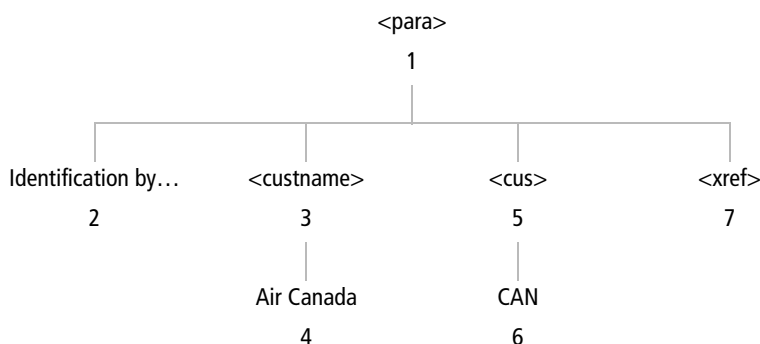 <para>
1
Identification by… <custname> <cus> <xref>
2 3 5 7
Air Canada CAN
4 6